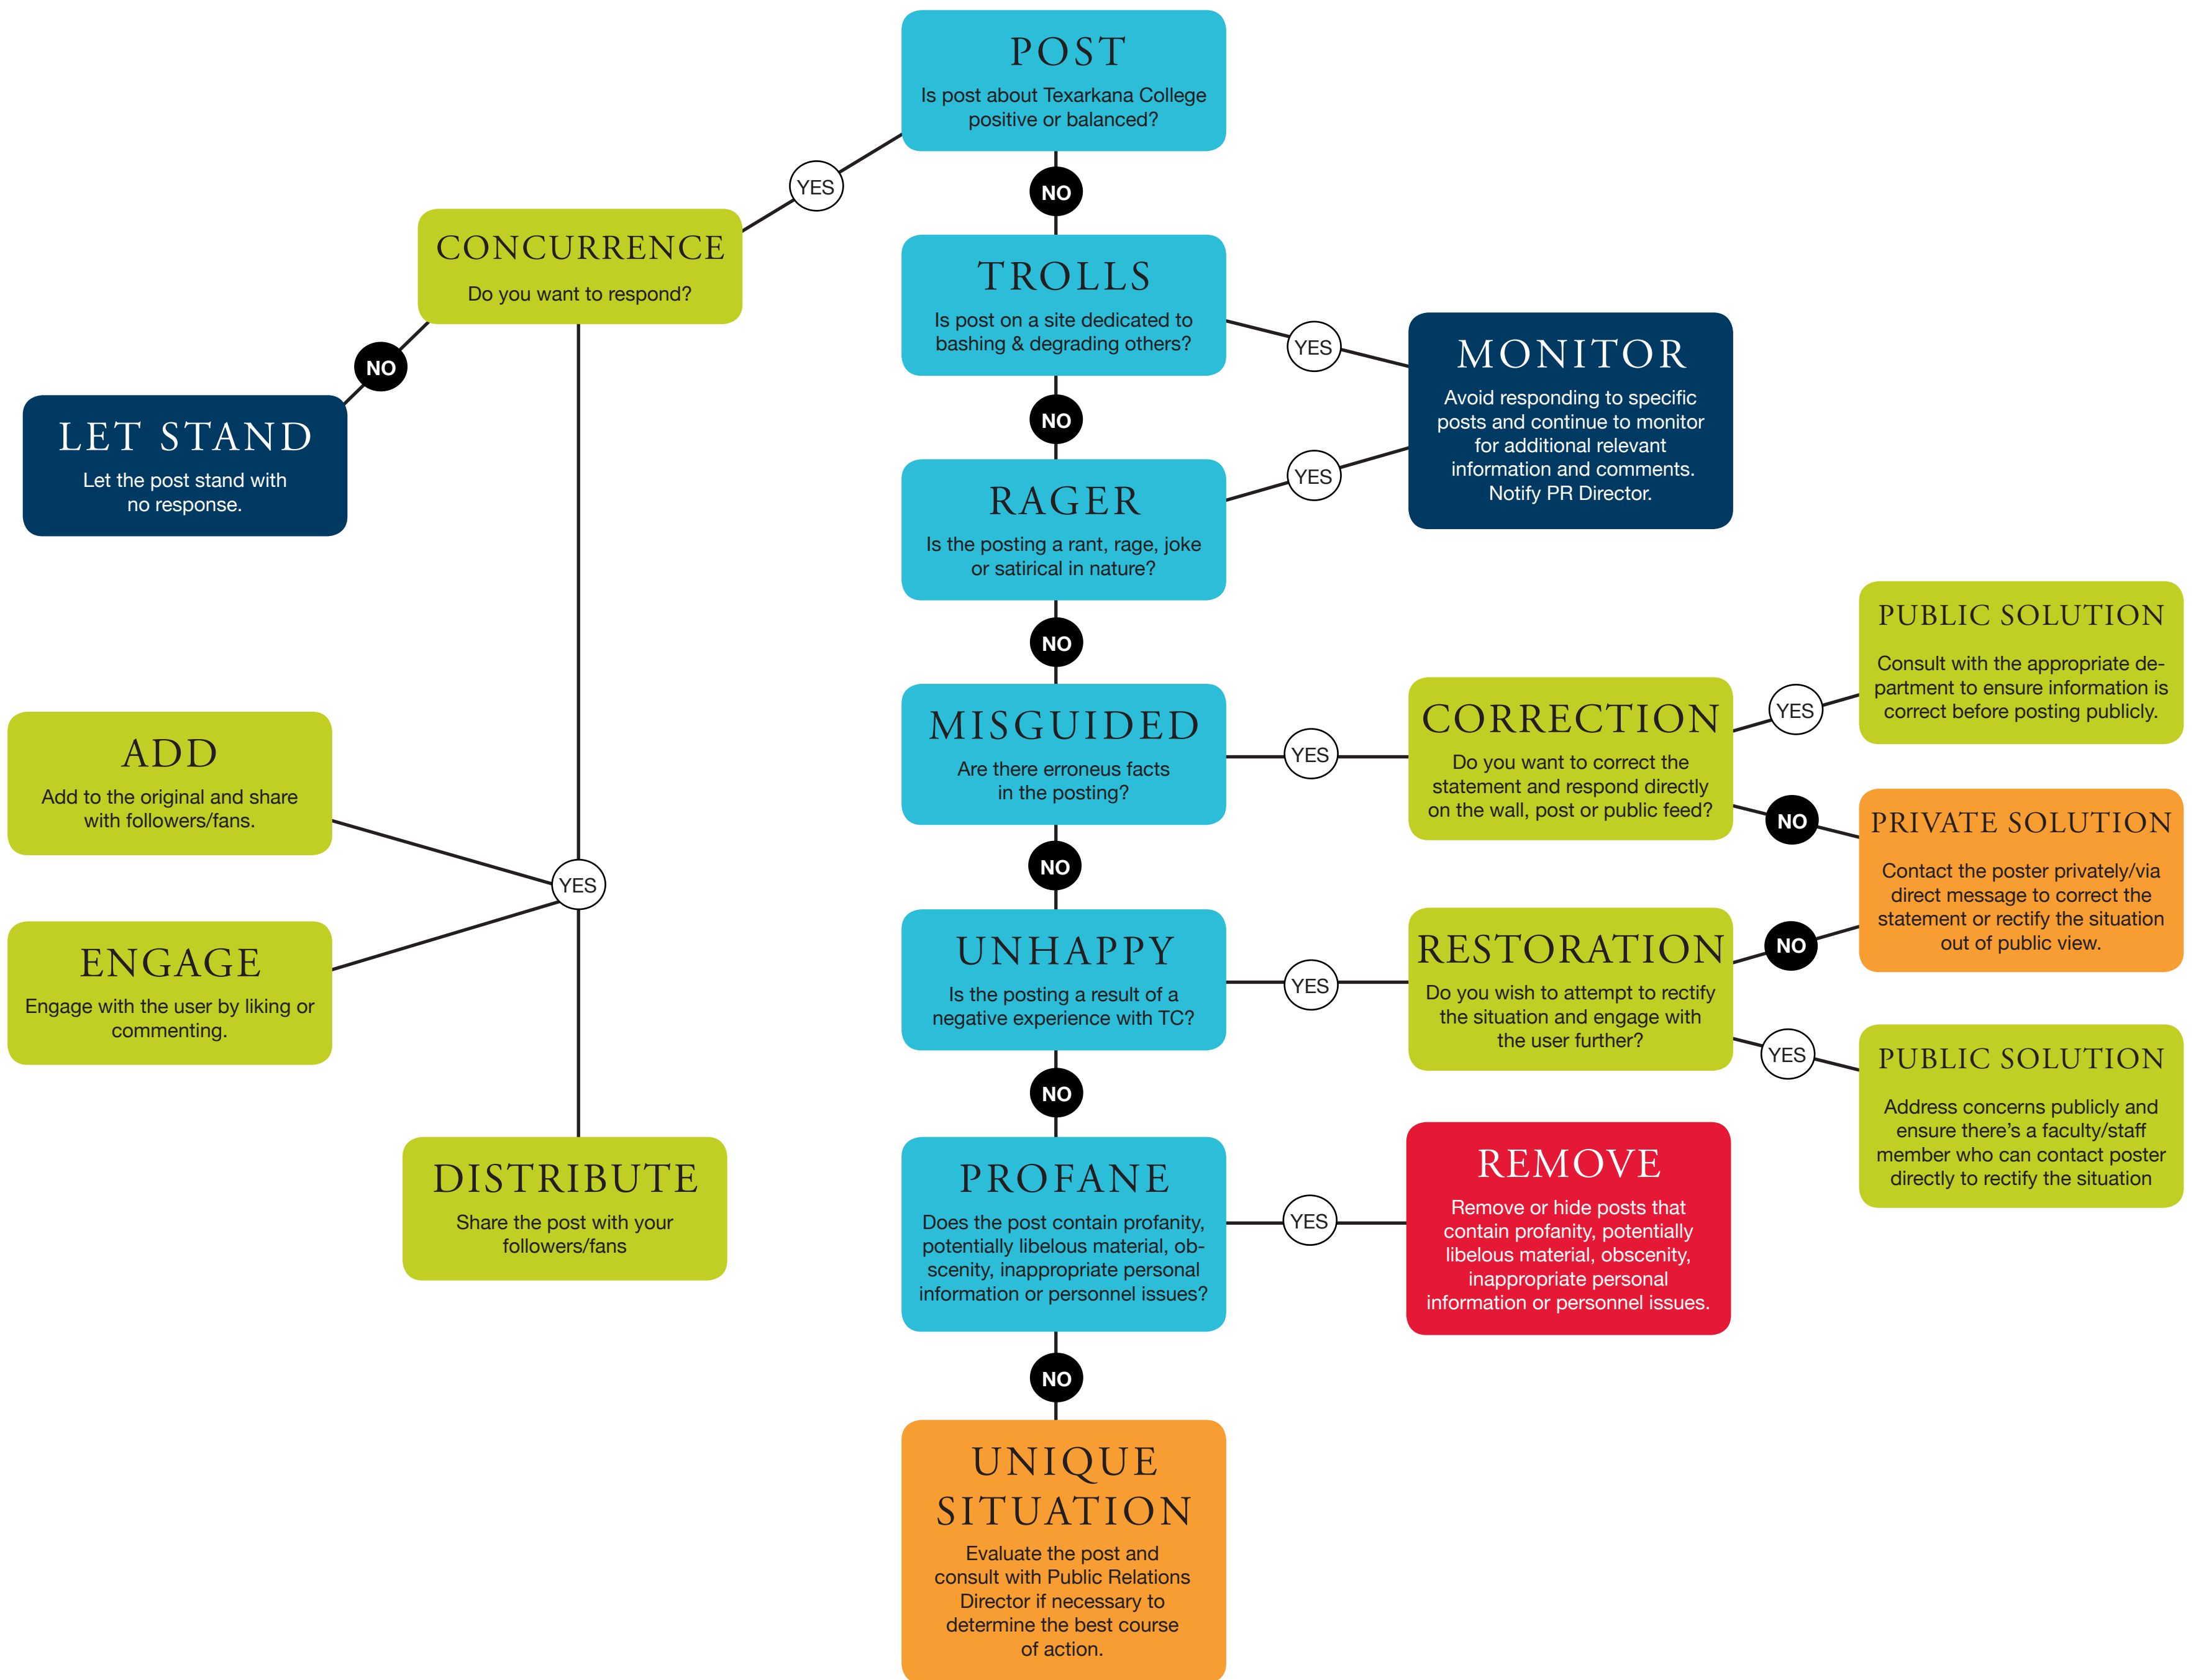 POST
Is post about Texarkana College
positive or balanced?
YES
NO
CONCURRENCE
Do you want to respond?
NO
LET STAND
Let the post stand with
no response.
ADD
Add to the original and share
with followers/fans.
YES
ENGAGE
Engage with the user by liking or
commenting.
DISTRIBUTE
Share the post with your
followers/fans
TROLLS
Is post on a site dedicated to
bashing & degrading others?
YES
NO
MONITOR
Avoid responding to specific
posts and continue to monitor
for additional relevant
information and comments.
Notify PR Director.
RAGER
Is the posting a rant, rage, joke
or satirical in nature?
YES
NO
MISGUIDED
Are there erroneus facts
in the posting?
YES
NO
CORRECTION
Do you want to correct the
statement and respond directly
on the wall, post or public feed?
YES
NO
PUBLIC SOLUTION
Consult with the appropriate de-
partment to ensure information is
correct before posting publicly.
PRIVATE SOLUTION
Contact the poster privately/via
direct message to correct the
statement or rectify the situation
out of public view.
UNHAPPY
Is the posting a result of a
negative experience with TC?
YES
NO
RESTORATION
Do you wish to attempt to rectify
the situation and engage with
the user further?
NO
YES
PUBLIC SOLUTION
Address concerns publicly and
ensure there's a faculty/staff
member who can contact poster
directly to rectify the situation
PROFANE
Does the post contain profanity,
potentially libelous material, ob-
scenity, inappropriate personal
information or personnel issues?
YES
NO
REMOVE
Remove or hide posts that
contain profanity, potentially
libelous material, obscenity,
inappropriate personal
information or personnel issues.
UNIQUE
SITUATION
Evaluate the post and
consult with Public Relations
Director if necessary to
determine the best course
of action.